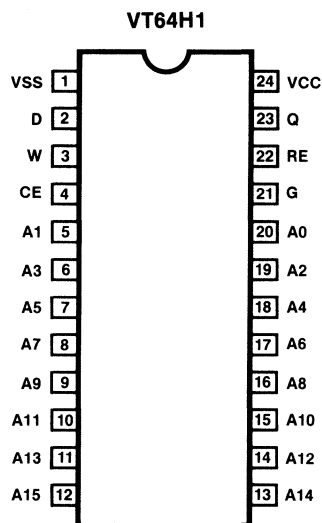 VT64H1
VSS 1 24 VCC
D 2 23 Q
W 3 22 RE
CE 4 21 G
A1 5 20 A0
A3 6 19 A2
A5 7 18 A4
A7 8 17 A6
A9 9 16 A8
A11 10 15 A10
A13 11 14 A12
A15 12 13 A14